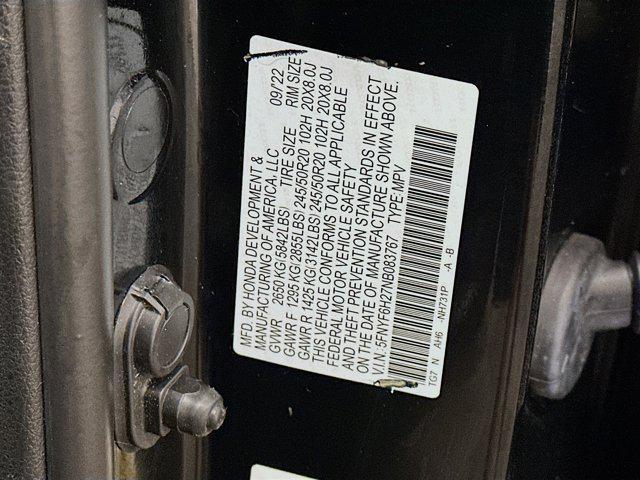 MFD. BY HONDA DEVELOPMENT &
MANUFACTURING OF AMERICA, LLC 09/22
GVWR 2650 KG(5842LBS) TIRE SIZE RIM SIZE
GAWR F 1295 KG(2855LBS) 245/50R20 102H 20X8.0J
GAWR R 1425 KG(3142LBS) 245/50R20 102H 20X8.0J
THIS VEHICLE CONFORMS TO ALL APPLICABLE
FEDERAL MOTOR VEHICLE SAFETY
AND THEFT PREVENTION STANDARDS IN EFFECT
ON THE DATE OF MANUFACTURE SHOWN ABOVE.
V.I.N. 5FNYF6H27NB083767 TYPE:MPV
TG7 N AH6 -NH731P -A -B